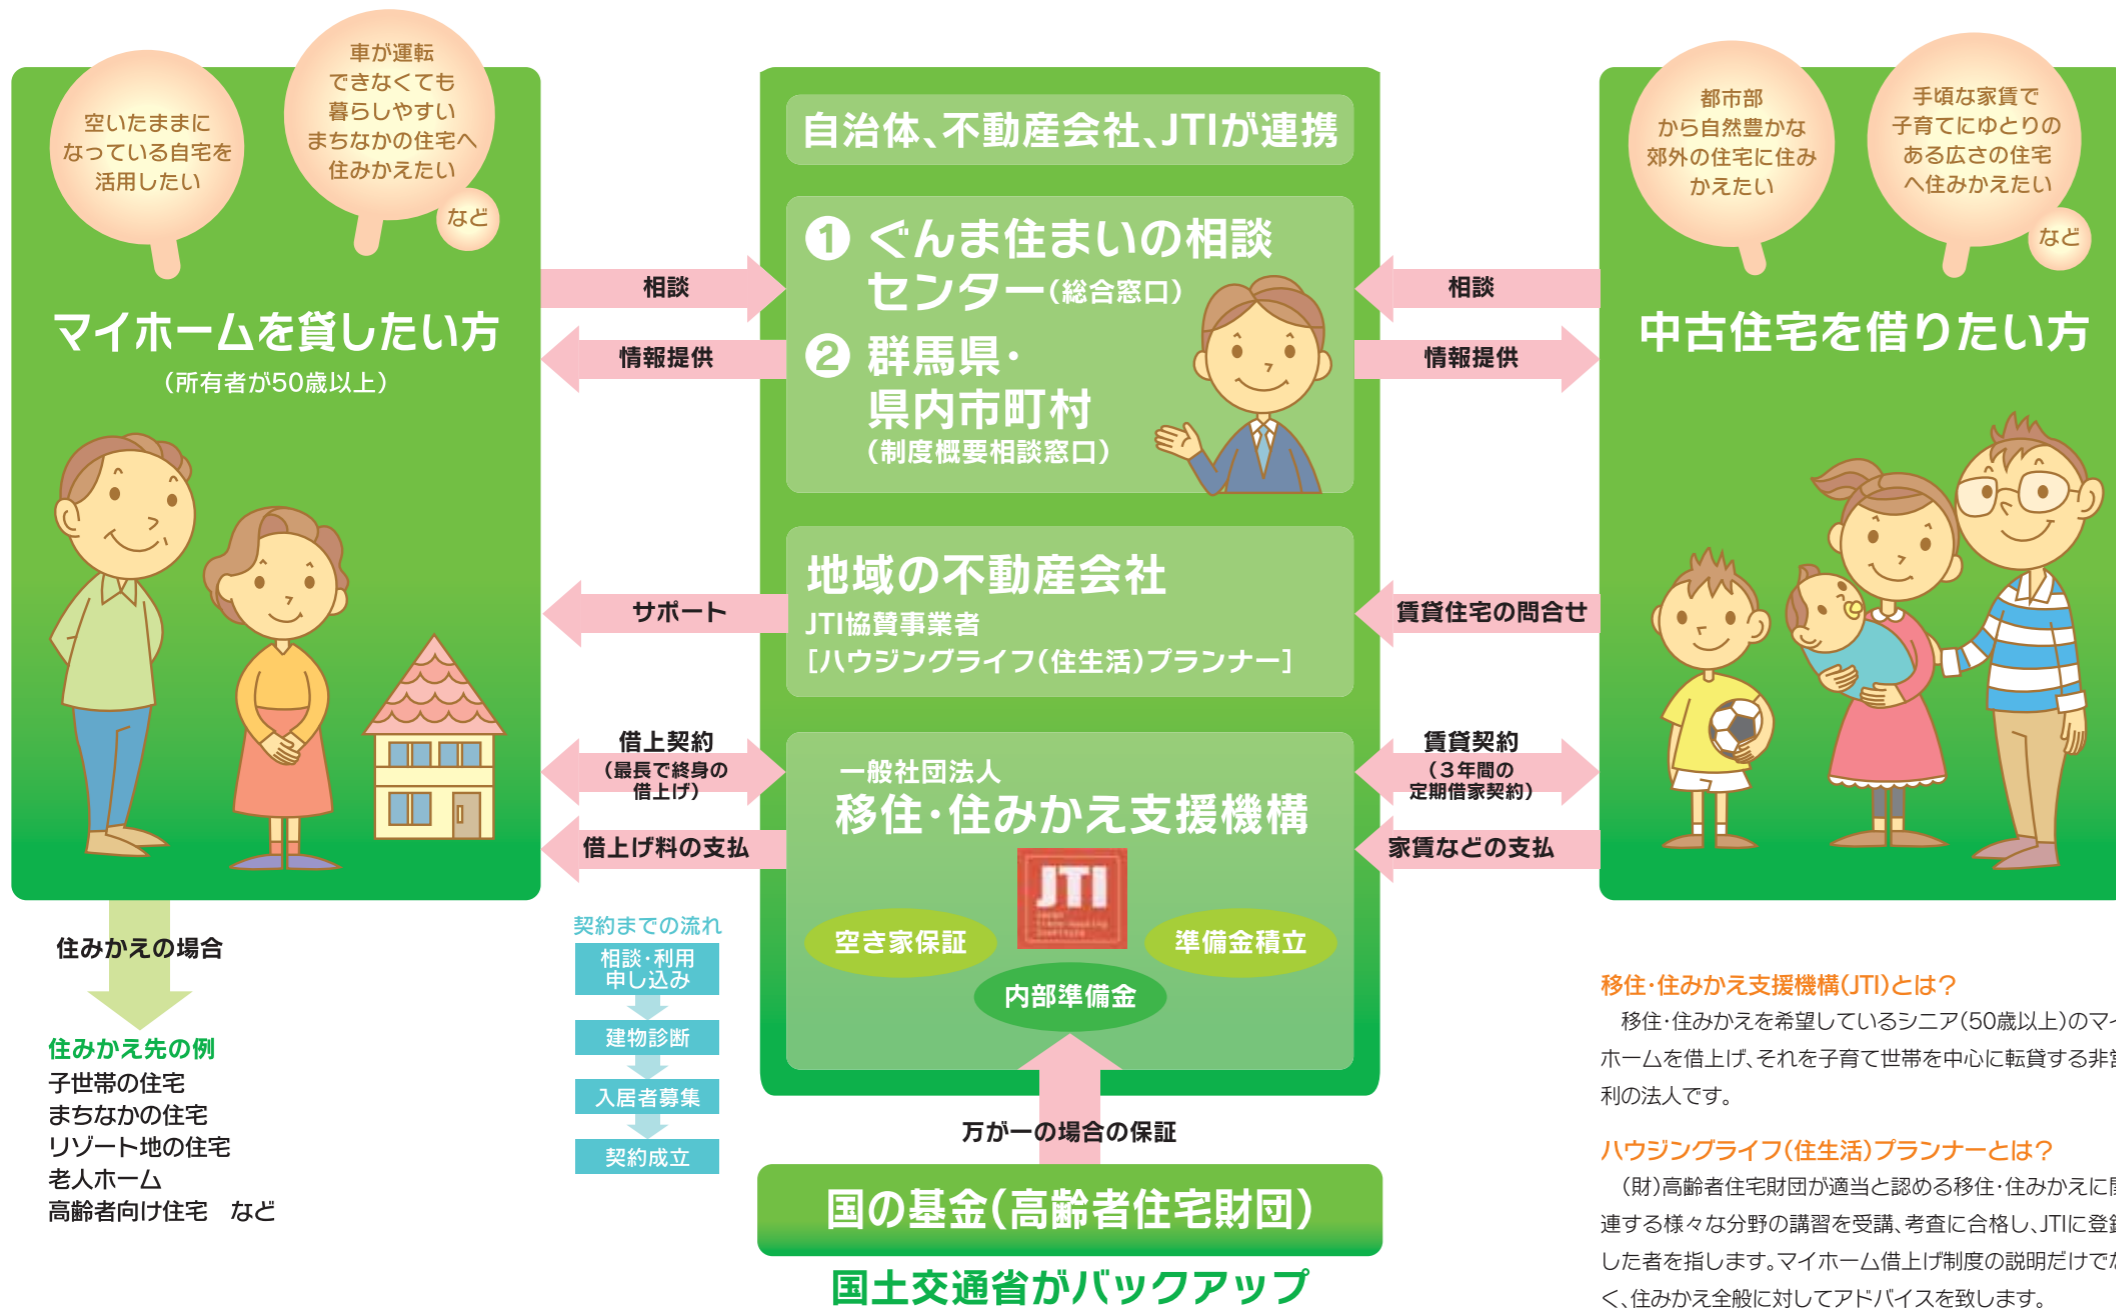 空いたままに
なっている自宅を
活用したい
車が運転
できなくても
暮らしやすい
まちなかの住宅へ
住みかえたい
など
マイホームを貸したい方
(所有者が50歳以上)
相談
情報提供
サポート
借上契約
(最長で終身の
借上げ)
借上げ料の支払
自治体、不動産会社、JTIが連携
❶ ぐんま住まいの相談
センター(総合窓口)
❷ 群馬県・
県内市町村
(制度概要相談窓口)
地域の不動産会社
JTI協賛事業者
[ハウジングライフ(住生活)プランナー]
一般社団法人
移住・住みかえ支援機構
JTI
空き家保証
準備金積立
内部準備金
万が一の場合の保証
国の基金(高齢者住宅財団)
国土交通省がバックアップ
相談
情報提供
賃貸住宅の問合せ
賃貸契約
(3年間の
定期借家契約)
家賃などの支払
都市部
から自然豊かな
郊外の住宅に住み
かえたい
手頃な家賃で
子育てにゆとりの
ある広さの住宅
へ住みかえたい
など
中古住宅を借りたい方
住みかえの場合
住みかえ先の例
子世帯の住宅
まちなかの住宅
リゾート地の住宅
老人ホーム
高齢者向け住宅 など
契約までの流れ
相談・利用
申し込み
建物診断
入居者募集
契約成立
移住・住みかえ支援機構(JTI)とは?
移住・住みかえを希望しているシニア(50歳以上)のマイ
ホームを借上げ、それを子育て世帯を中心に転貸する非営
利の法人です。
ハウジングライフ(住生活)プランナーとは?
(財)高齢者住宅財団が適当と認める移住・住みかえに関
連する様々な分野の講習を受講、考査に合格し、JTIに登録
した者を指します。マイホーム借上げ制度の説明だけでな
く、住みかえ全般に対してアドバイスを致します。